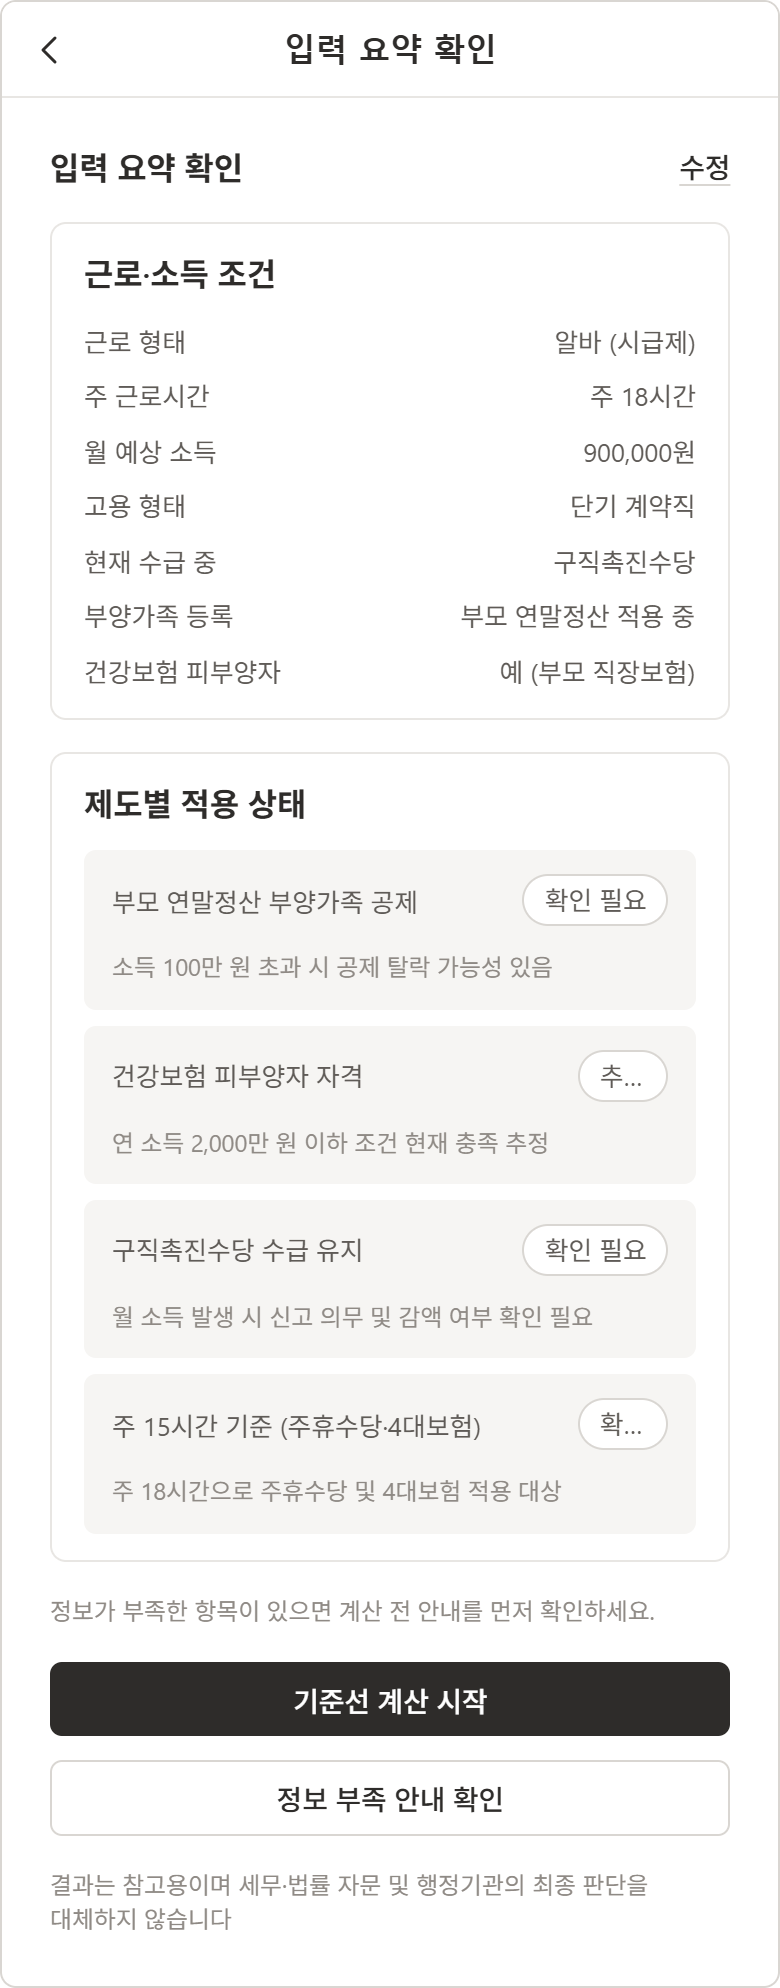 입력 요약 확인
입력 요약 확인
수정
근로·소득 조건
근로 형태 알바 (시급제)
주 근로시간 주 18시간
월 예상 소득 900,000원
고용 형태 단기 계약직
현재 수급 중 구직촉진수당
부양가족 등록 부모 연말정산 적용 중
건강보험 피부양자 예 (부모 직장보험)
제도별 적용 상태
부모 연말정산 부양가족 공제 확인 필요
소득 100만 원 초과 시 공제 탈락 가능성 있음
건강보험 피부양자 자격 추...
연 소득 2,000만 원 이하 조건 현재 충족 추정
구직촉진수당 수급 유지 확인 필요
월 소득 발생 시 신고 의무 및 감액 여부 확인 필요
주 15시간 기준 (주휴수당·4대보험) 확...
주 18시간으로 주휴수당 및 4대보험 적용 대상
정보가 부족한 항목이 있으면 계산 전 안내를 먼저 확인하세요.
기준선 계산 시작
정보 부족 안내 확인
결과는 참고용이며 세무·법률 자문 및 행정기관의 최종 판단을
대체하지 않습니다